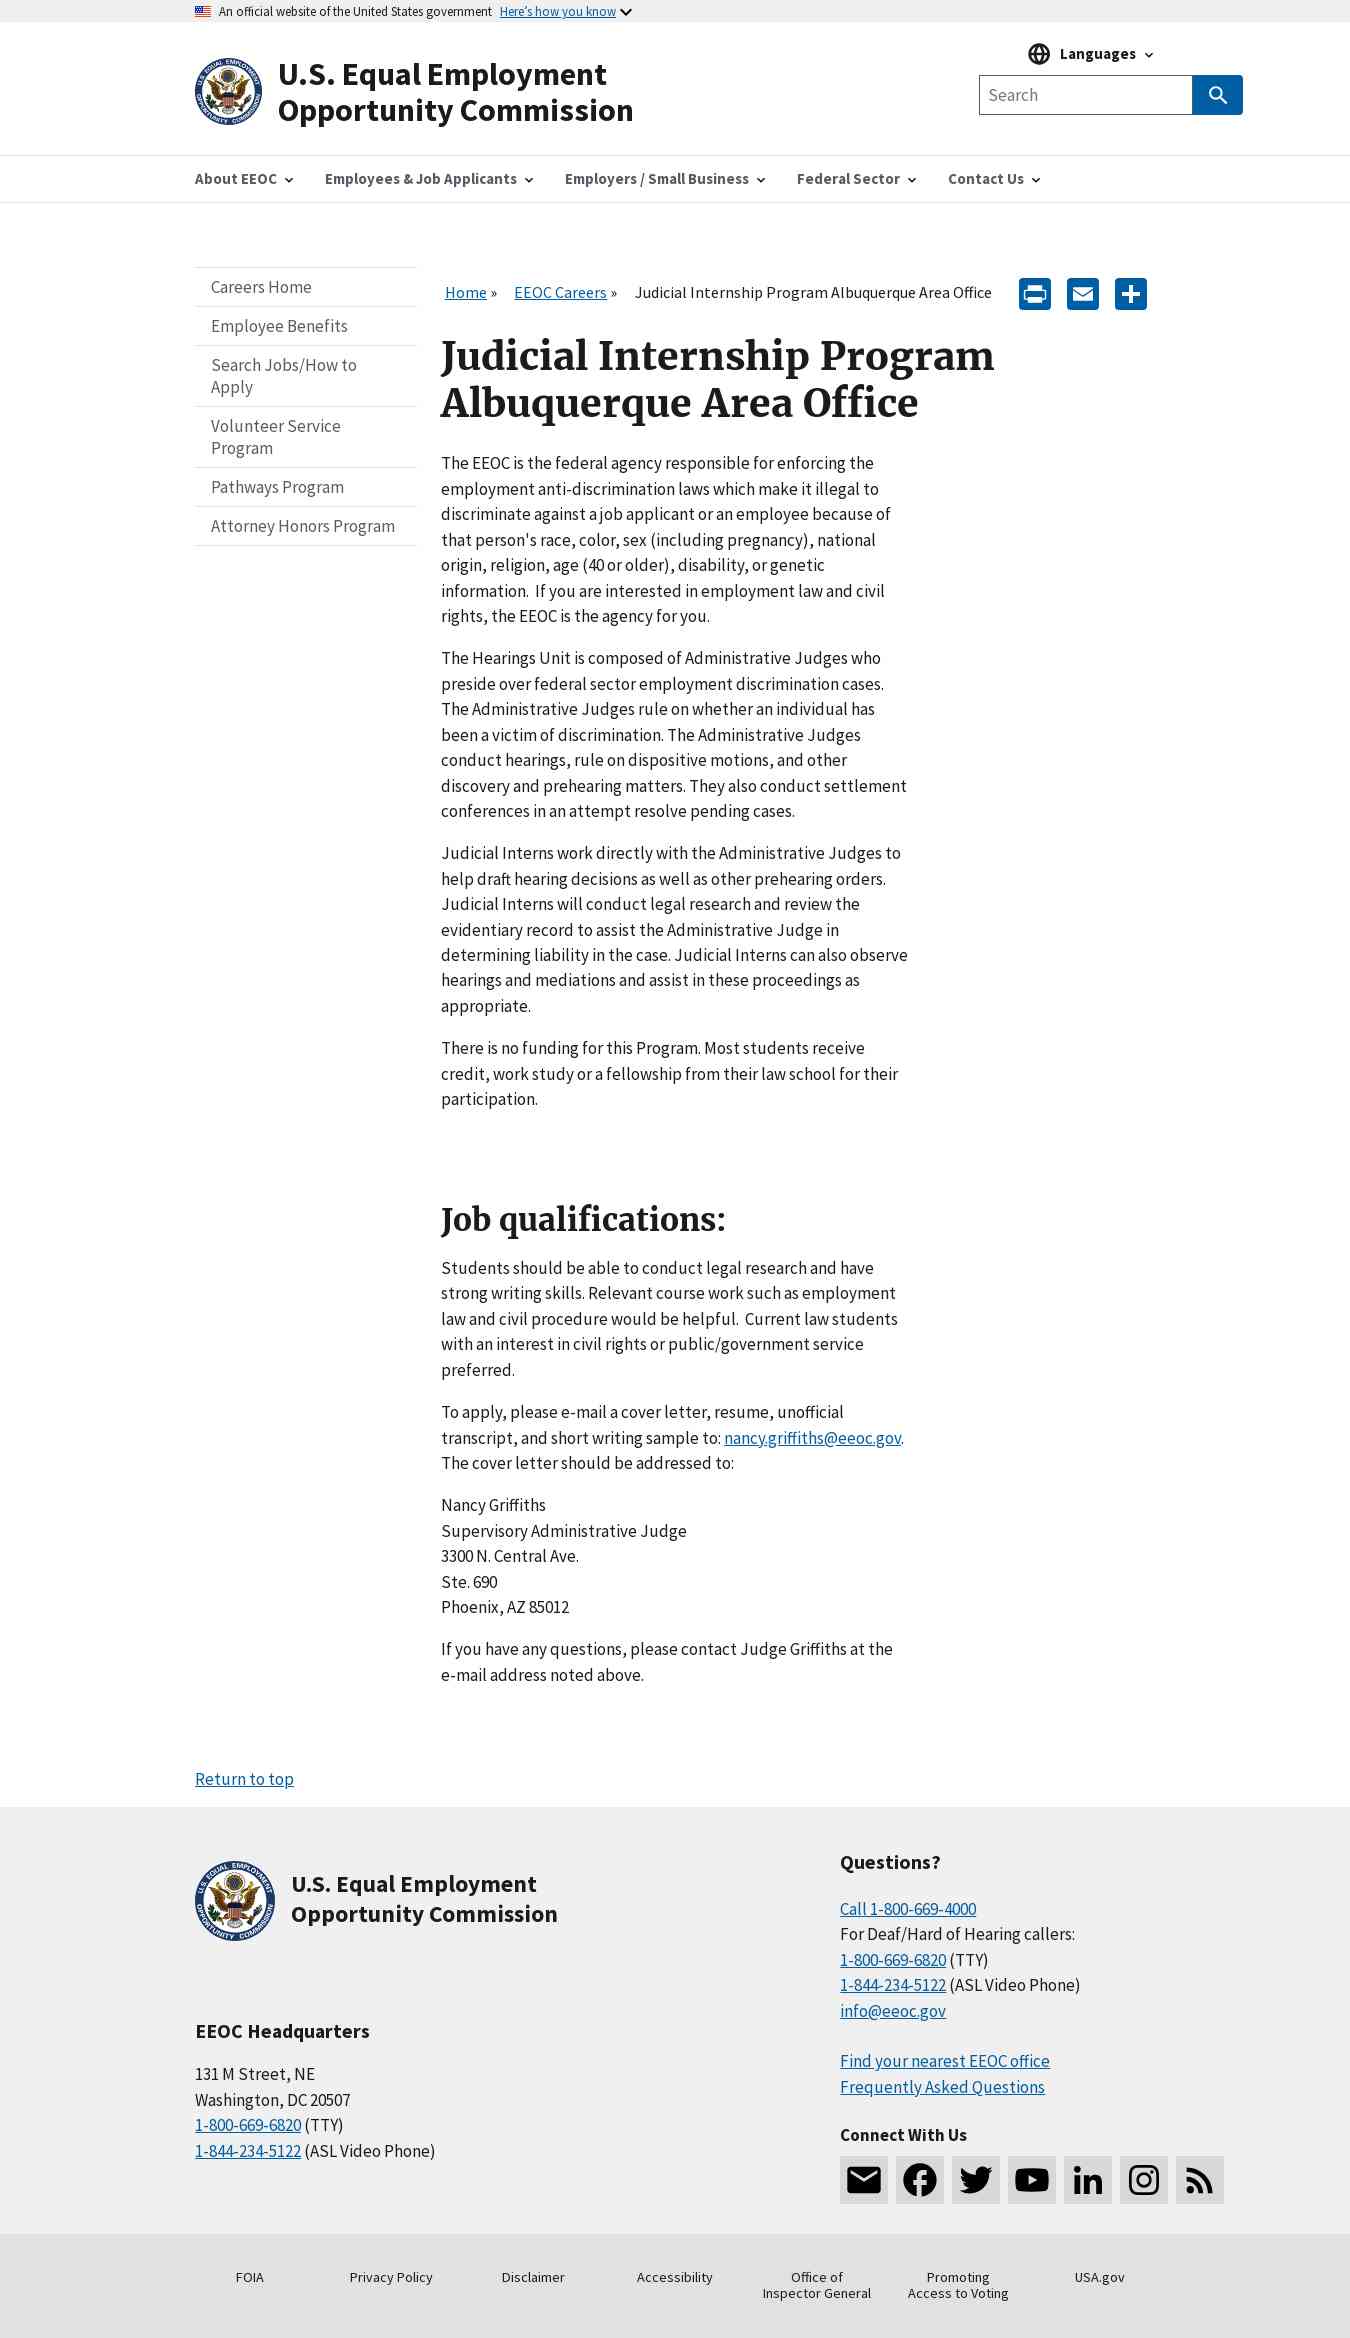 An official website of the United States government Here's how you know
U.S. Equal Employment
Opportunity Commission
Languages
Search
About EEOC
Employees & Job Applicants
Employers / Small Business
Federal Sector
Contact Us
Careers Home
Employee Benefits
Search Jobs/How to
Apply
Volunteer Service
Program
Pathways Program
Attorney Honors Program
Home » EEOC Careers » Judicial Internship Program Albuquerque Area Office
Judicial Internship Program
Albuquerque Area Office
The EEOC is the federal agency responsible for enforcing the
employment anti-discrimination laws which make it illegal to
discriminate against a job applicant or an employee because of
that person's race, color, sex (including pregnancy), national
origin, religion, age (40 or older), disability, or genetic
information.  If you are interested in employment law and civil
rights, the EEOC is the agency for you.
The Hearings Unit is composed of Administrative Judges who
preside over federal sector employment discrimination cases.
The Administrative Judges rule on whether an individual has
been a victim of discrimination. The Administrative Judges
conduct hearings, rule on dispositive motions, and other
discovery and prehearing matters. They also conduct settlement
conferences in an attempt resolve pending cases.
Judicial Interns work directly with the Administrative Judges to
help draft hearing decisions as well as other prehearing orders.
Judicial Interns will conduct legal research and review the
evidentiary record to assist the Administrative Judge in
determining liability in the case. Judicial Interns can also observe
hearings and mediations and assist in these proceedings as
appropriate.
There is no funding for this Program. Most students receive
credit, work study or a fellowship from their law school for their
participation.
Job qualifications:
Students should be able to conduct legal research and have
strong writing skills. Relevant course work such as employment
law and civil procedure would be helpful.  Current law students
with an interest in civil rights or public/government service
preferred.
To apply, please e-mail a cover letter, resume, unofficial
transcript, and short writing sample to: nancy.griffiths@eeoc.gov.
The cover letter should be addressed to:
Nancy Griffiths
Supervisory Administrative Judge
3300 N. Central Ave.
Ste. 690
Phoenix, AZ 85012
If you have any questions, please contact Judge Griffiths at the
e-mail address noted above.
Return to top
U.S. Equal Employment
Opportunity Commission
EEOC Headquarters
131 M Street, NE
Washington, DC 20507
1-800-669-6820 (TTY)
1-844-234-5122 (ASL Video Phone)
Questions?
Call 1-800-669-4000
For Deaf/Hard of Hearing callers:
1-800-669-6820 (TTY)
1-844-234-5122 (ASL Video Phone)
info@eeoc.gov
Find your nearest EEOC office
Frequently Asked Questions
Connect With Us
FOIA
Privacy Policy
Disclaimer
Accessibility
Office of
Inspector General
Promoting
Access to Voting
USA.gov